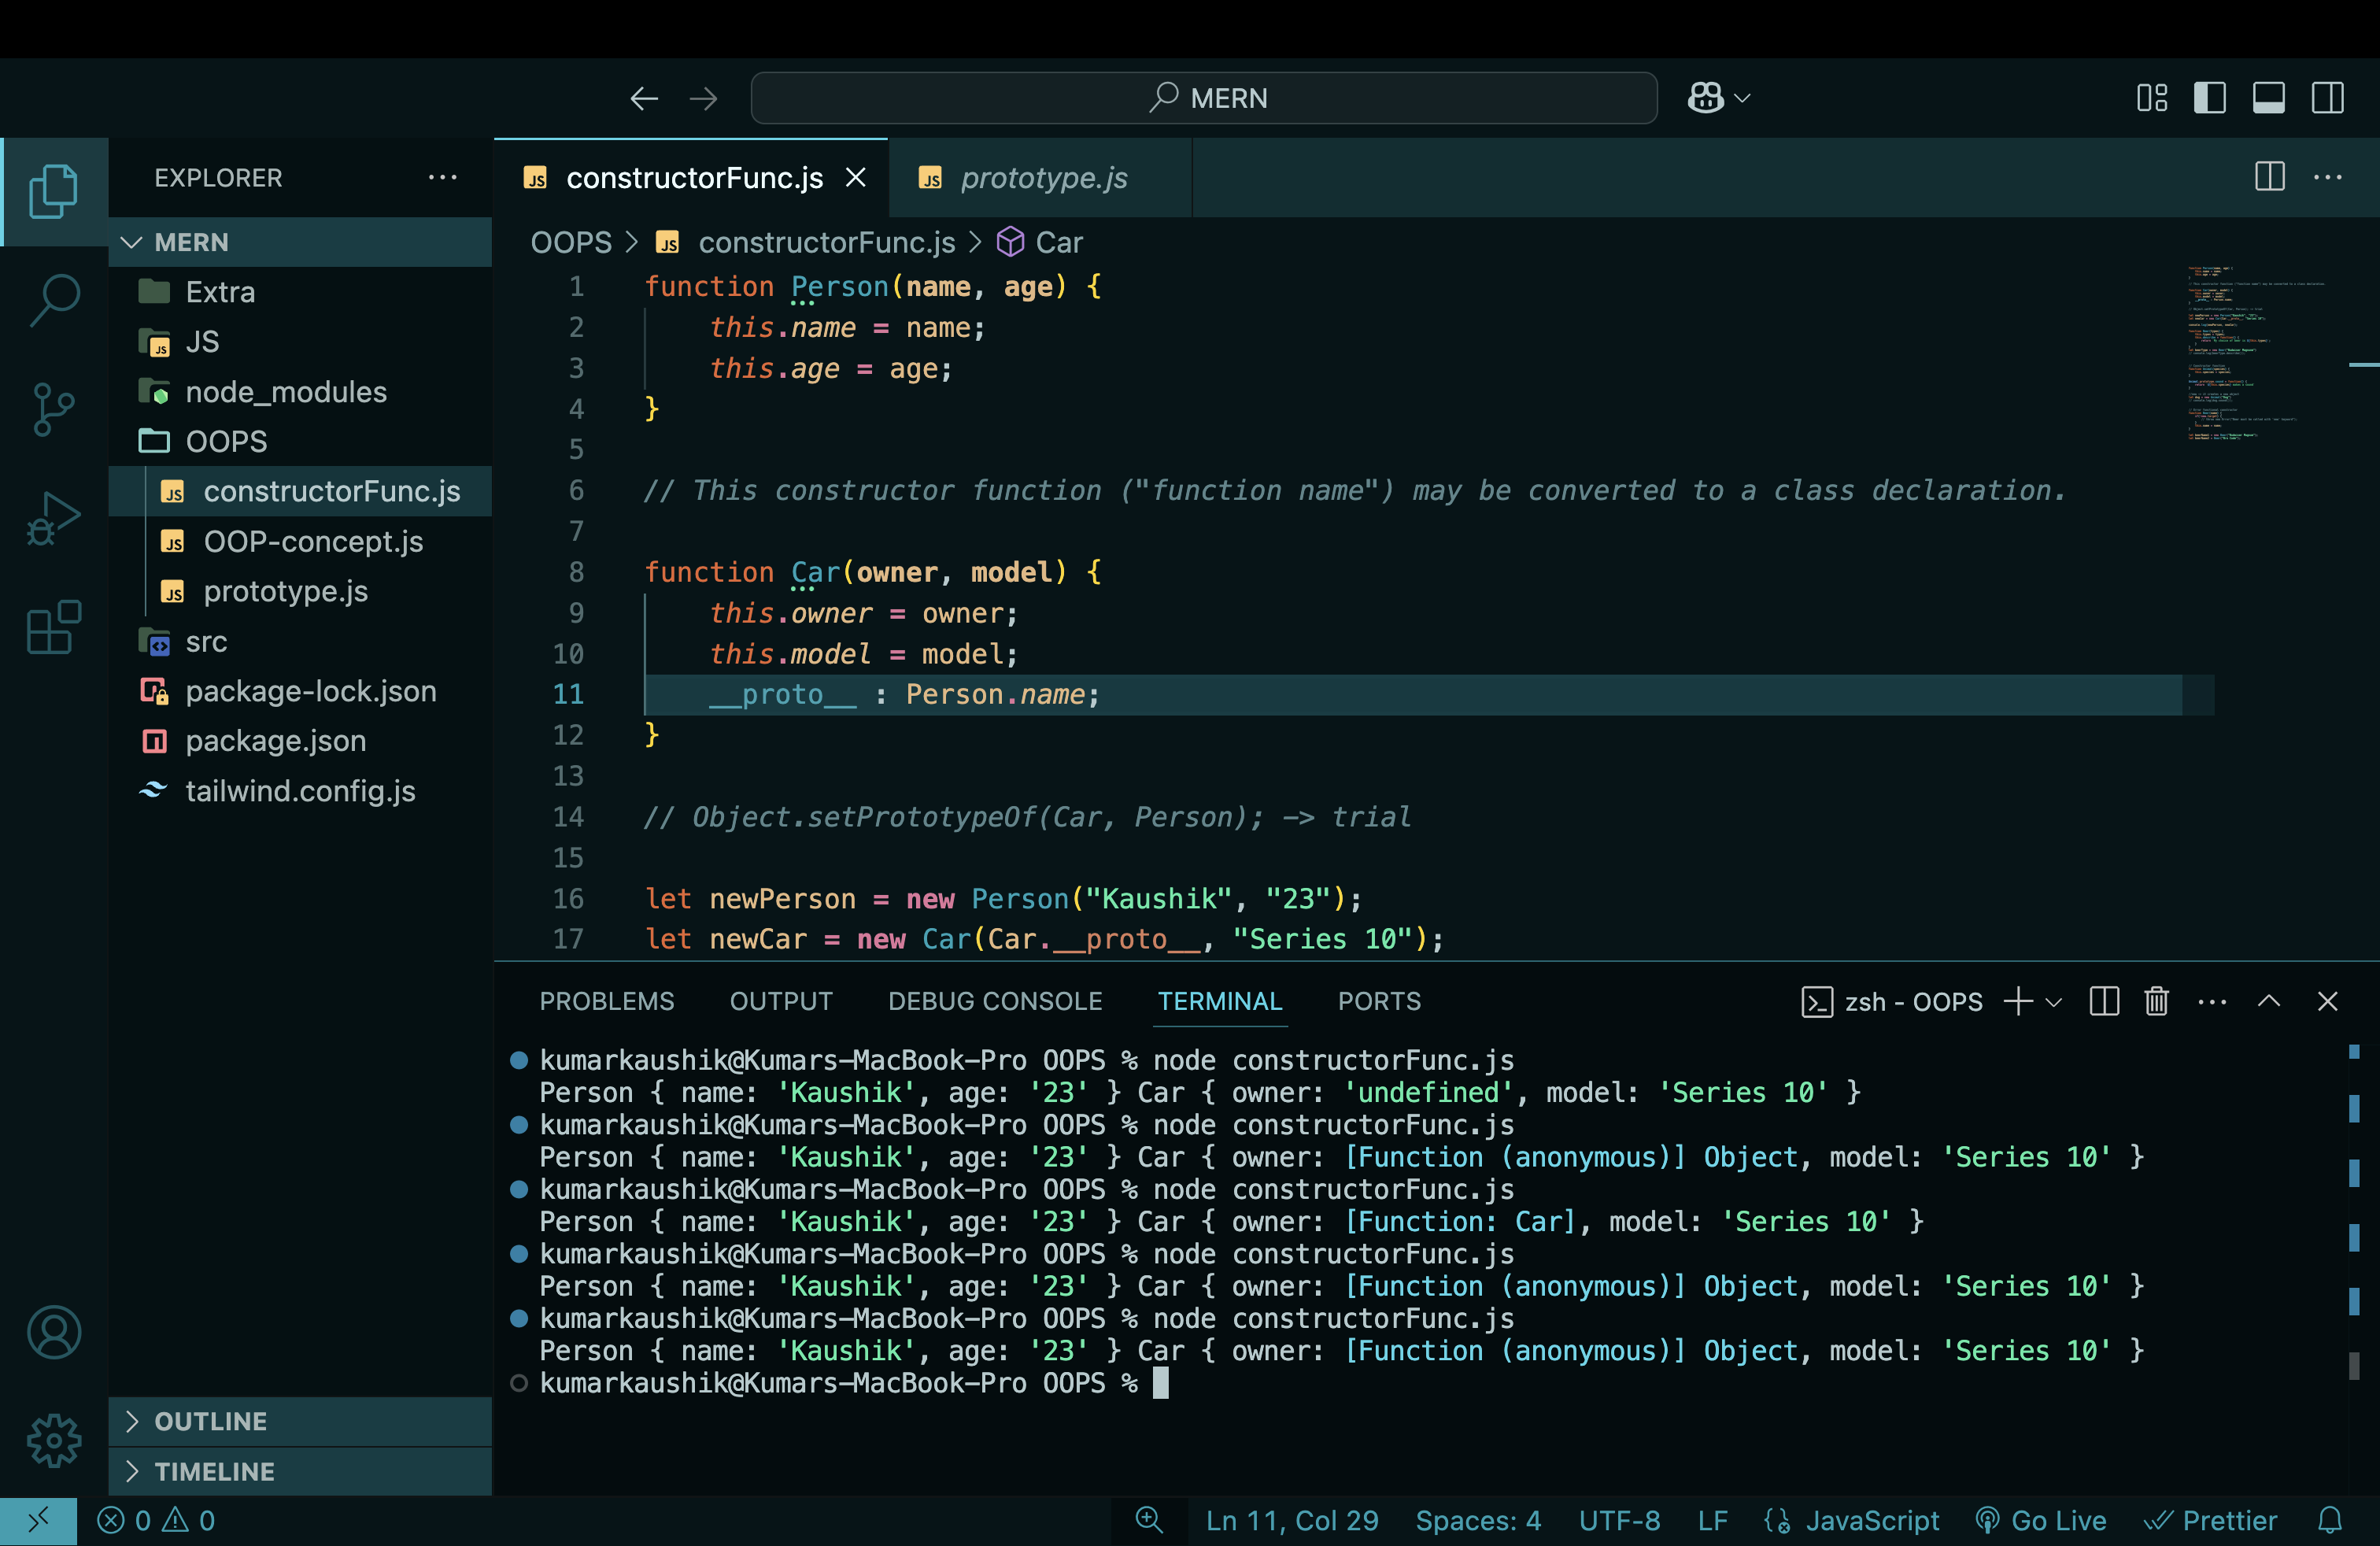 MERN
EXPLORER
MERN
Extra
JS
node_modules
OOPS
constructorFunc.js
OOP-concept.js
prototype.js
src
package-lock.json
package.json
tailwind.config.js
OUTLINE
TIMELINE
constructorFunc.js
prototype.js
OOPS > constructorFunc.js > Car
1 function Person(name, age) {
2 this.name = name;
3 this.age = age;
4 }
5
6 // This constructor function ("function name") may be converted to a class declaration.
7
8 function Car(owner, model) {
9 this.owner = owner;
10 this.model = model;
11 __proto__ : Person.name;
12 }
13
14 // Object.setPrototypeOf(Car, Person); -> trial
15
16 let newPerson = new Person("Kaushik", "23");
17 let newCar = new Car(Car.__proto__, "Series 10");
PROBLEMS OUTPUT DEBUG CONSOLE TERMINAL PORTS zsh - OOPS
kumarkaushik@Kumars-MacBook-Pro OOPS % node constructorFunc.js
Person { name: 'Kaushik', age: '23' } Car { owner: 'undefined', model: 'Series 10' }
kumarkaushik@Kumars-MacBook-Pro OOPS % node constructorFunc.js
Person { name: 'Kaushik', age: '23' } Car { owner: [Function (anonymous)] Object, model: 'Series 10' }
kumarkaushik@Kumars-MacBook-Pro OOPS % node constructorFunc.js
Person { name: 'Kaushik', age: '23' } Car { owner: [Function: Car], model: 'Series 10' }
kumarkaushik@Kumars-MacBook-Pro OOPS % node constructorFunc.js
Person { name: 'Kaushik', age: '23' } Car { owner: [Function (anonymous)] Object, model: 'Series 10' }
kumarkaushik@Kumars-MacBook-Pro OOPS % node constructorFunc.js
Person { name: 'Kaushik', age: '23' } Car { owner: [Function (anonymous)] Object, model: 'Series 10' }
kumarkaushik@Kumars-MacBook-Pro OOPS %
0 0 Ln 11, Col 29 Spaces: 4 UTF-8 LF JavaScript Go Live Prettier